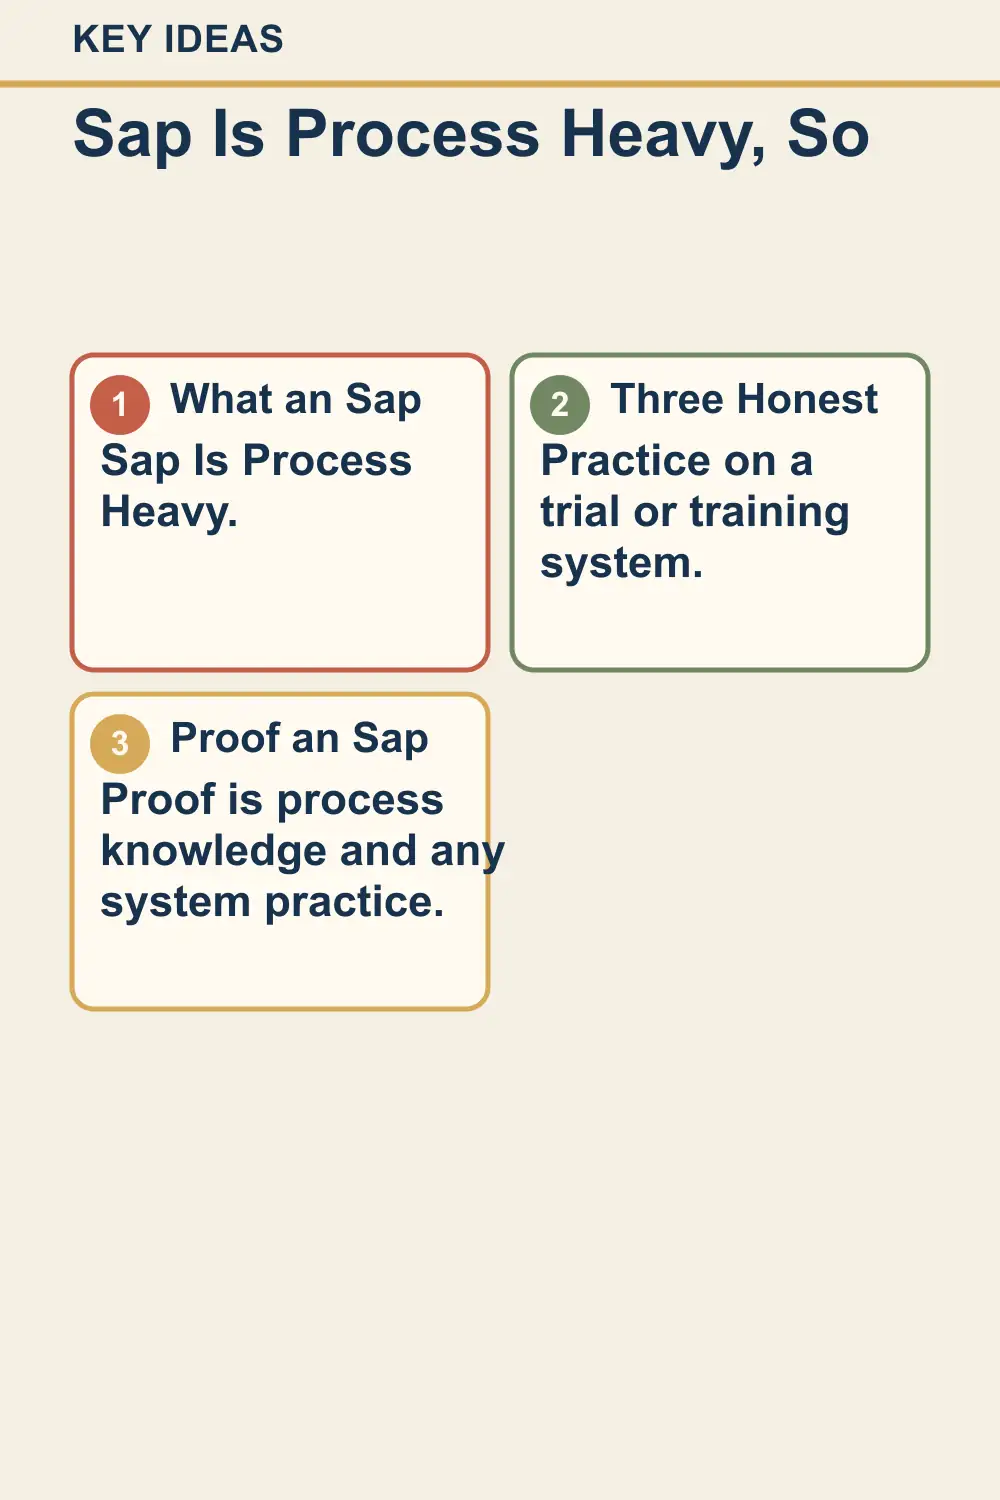 KEY IDEAS
Sap Is Process Heavy, So
1 What an Sap
Sap Is Process
Heavy.
2 Three Honest
Practice on a
trial or training
system.
3 Proof an Sap
Proof is process
knowledge and any
system practice.